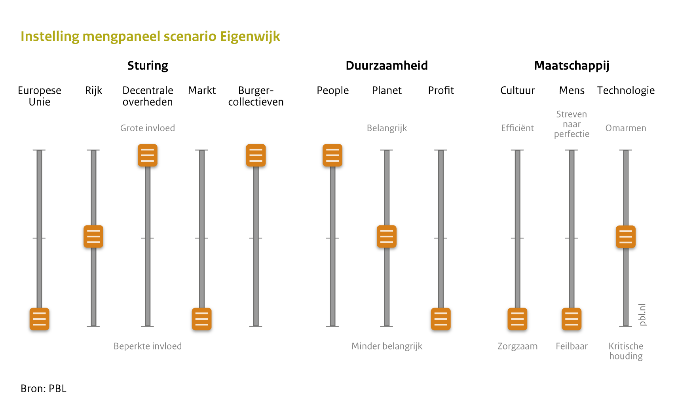 Instelling mengpaneel scenario Eigenwijk
Sturing
Duurzaamheid
Maatschappij
Europese
Unie
Rijk
Decentrale
overheden
Markt
Burger-
collectieven
People
Planet
Profit
Cultuur
Mens
Technologie
Grote invloed
Belangrijk
Efficiënt
Streven
naar
perfectie
Omarmen
Beperkte invloed
Minder belangrijk
Zorgzaam
Feilbaar
Kritische
houding
pbl.nl
Bron: PBL